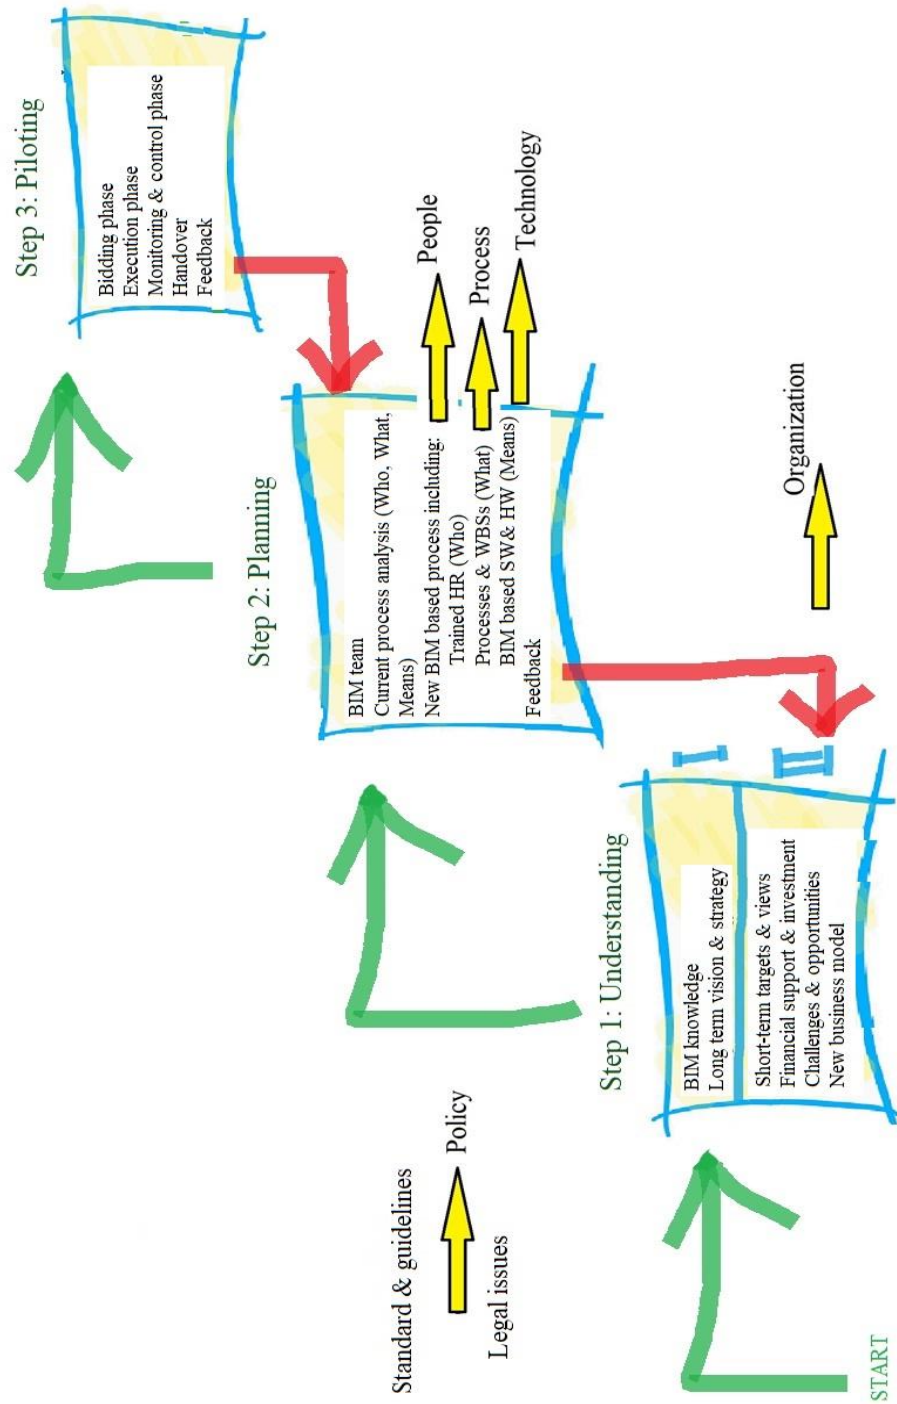 Step 3: Piloting
Bidding phase
Execution phase
Monitoring & control phase
Handover
Feedback
Step 2: Planning
BIM team
Current process analysis (Who, What,
Means)
New BIM based process including:
Trained HR (Who)
Processes & WBSs (What)
BIM based SW& HW (Means)
Feedback
People
Process
Technology
Standard & guidelines
Policy
Legal issues
Step 1: Understanding
I
BIM knowledge
Long term vision & strategy
II
Short-term targets & views
Financial support & investment
Challenges & opportunities
New business model
Organization
START